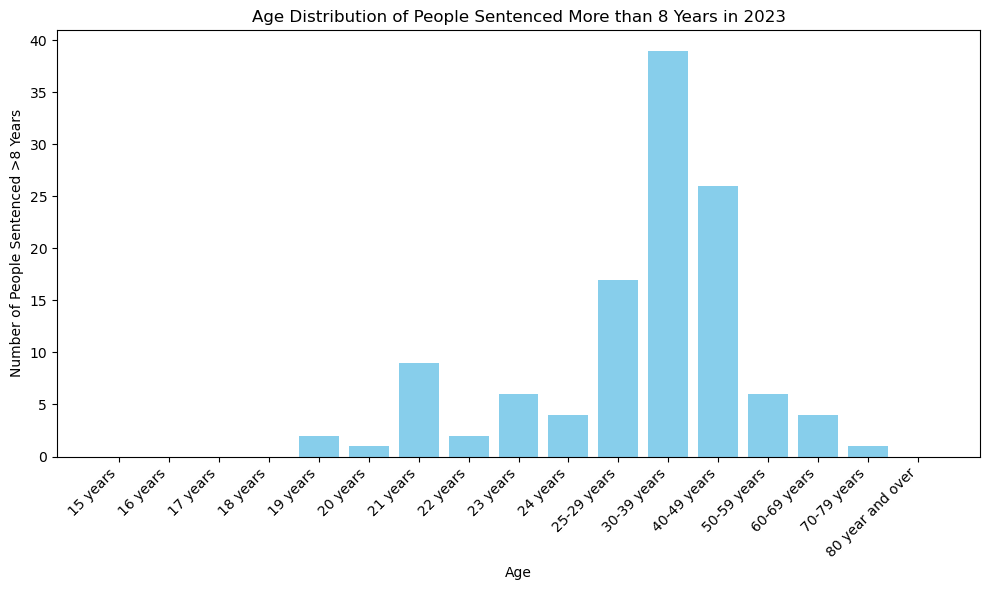 Age Distribution of People Sentenced More than 8 Years in 2023
Number of People Sentenced >8 Years
40
35
30
25
20
15
10
5
0
15 years
16 years
17 years
18 years
19 years
20 years
21 years
22 years
23 years
24 years
25-29 years
30-39 years
40-49 years
50-59 years
60-69 years
70-79 years
80 year and over
Age